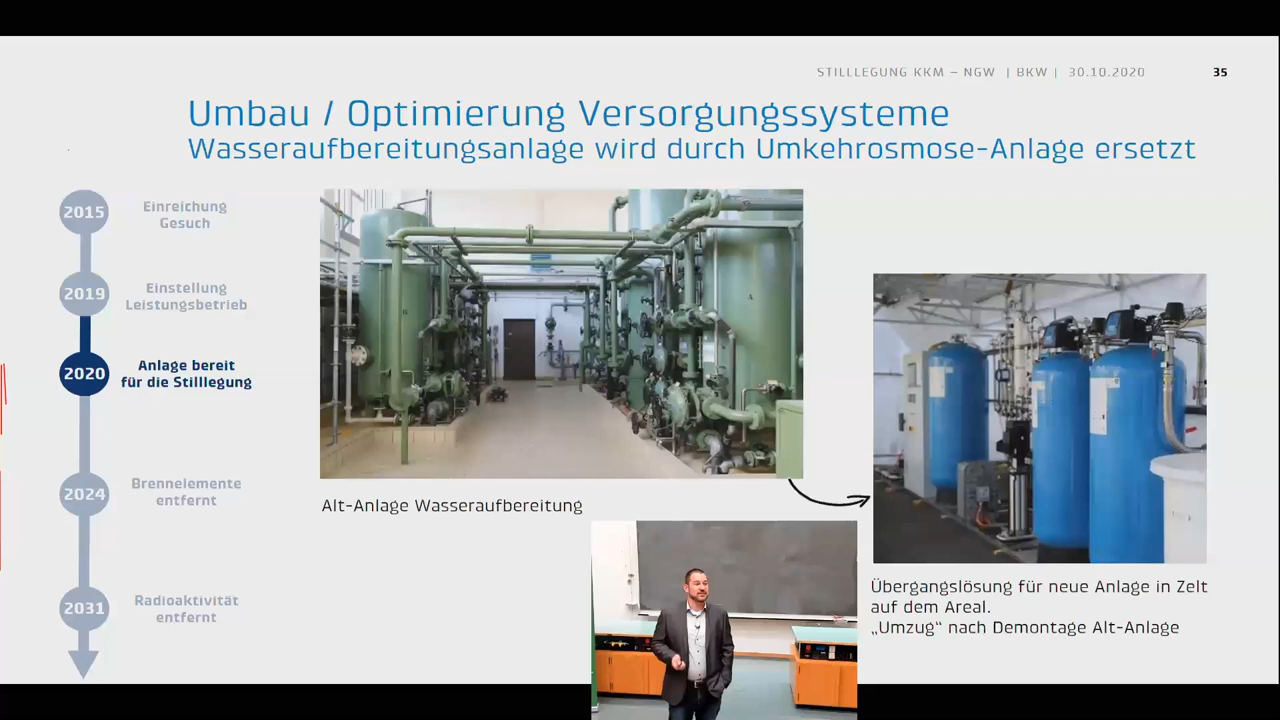 STILLLEGUNG KKM – NGW | BKW | 30.10.2020 35
Umbau / Optimierung Versorgungssysteme
Wasseraufbereitungsanlage wird durch Umkehrosmose-Anlage ersetzt
2015 Einreichung
Gesuch
2019 Einstellung
Leistungsbetrieb
2020 Anlage bereit
für die Stilllegung
2024 Brennelemente
entfernt
2031 Radioaktivität
entfernt
Alt-Anlage Wasseraufbereitung
Übergangslösung für neue Anlage in Zelt
auf dem Areal.
„Umzug“ nach Demontage Alt-Anlage